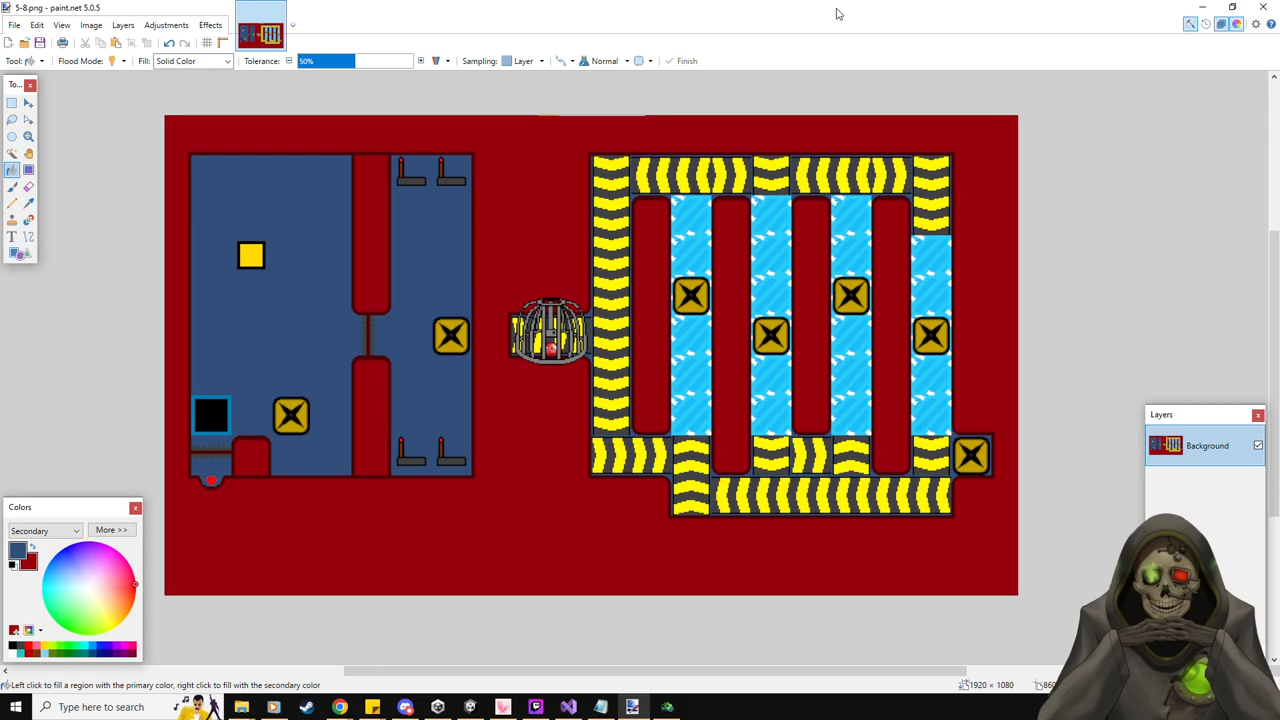 5-8.png - paint.net 5.0.5
File Edit View Image Layers Adjustments Effects
Tool: Flood Mode: Fill: Solid Color Tolerance: 50% Sampling: Layer Normal Finish
To...
Layers
Background
Colors
Secondary More >>
Left click to fill a region with the primary color, right click to fill with the secondary color
1920 × 1080
Type here to search